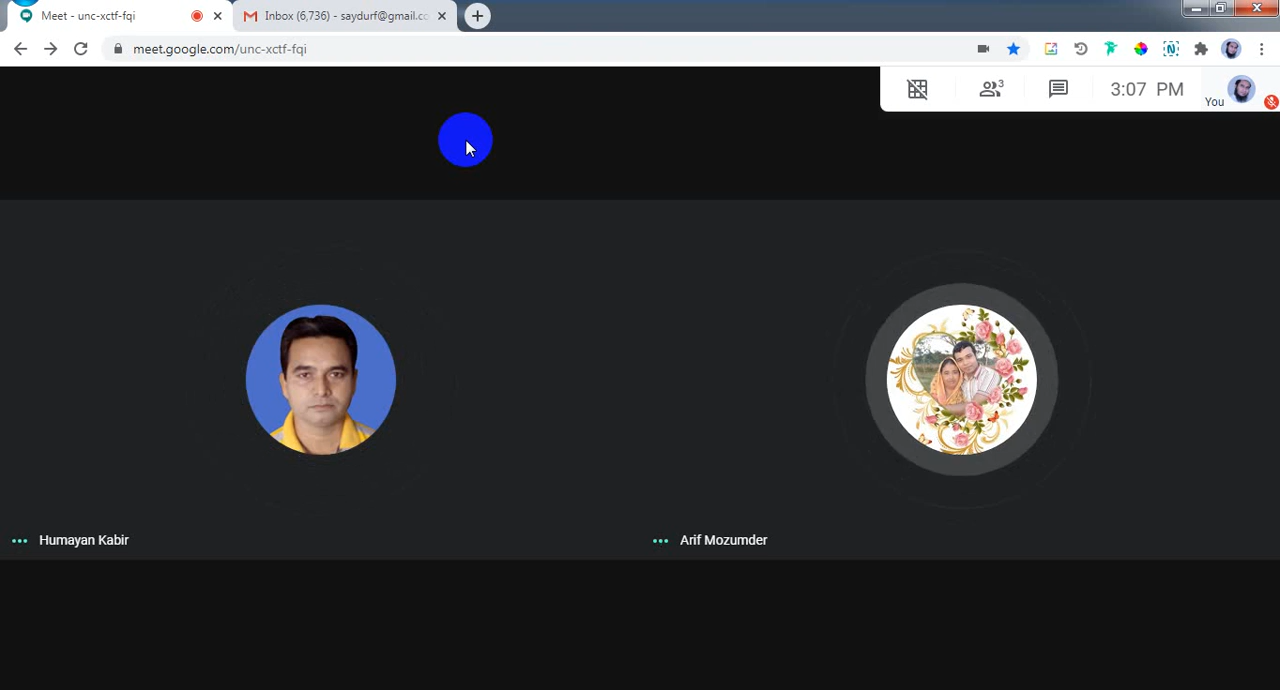 Meet - unc-xctf-fqi
Inbox (6,736) - saydurf@gmail.co
meet.google.com/unc-xctf-fqi
3
3:07 PM
You
Humayan Kabir
Arif Mozumder